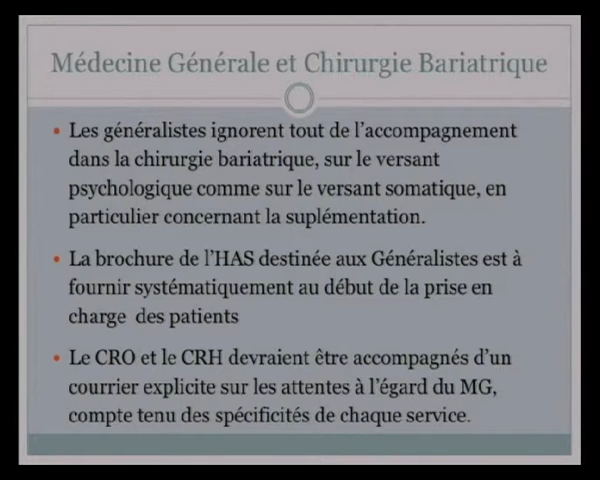 Médecine Générale et Chirurgie Bariatrique
• Les généralistes ignorent tout de l'accompagnement
dans la chirurgie bariatrique, sur le versant
psychologique comme sur le versant somatique, en
particulier concernant la suplémentation.
• La brochure de l'HAS destinée aux Généralistes est à
fournir systématiquement au début de la prise en
charge des patients
• Le CRO et le CRH devraient être accompagnés d'un
courrier explicite sur les attentes à l'égard du MG,
compte tenu des spécificités de chaque service.